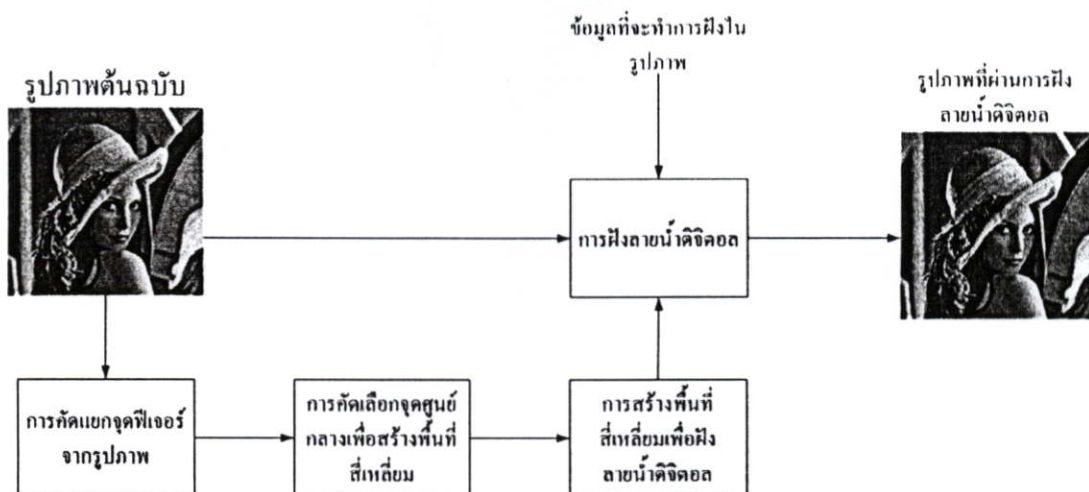 ข้อมูลที่จะทำการฝังใน
รูปภาพ
รูปภาพต้นฉบับ
รูปภาพที่ผ่านการฝัง
ลายน้ำดิจิตอล
การฝังลายน้ำดิจิตอล
การคัดแยกจุดฟีเจอร์
จากรูปภาพ
การคัดเลือกจุดศูนย์
กลางเพื่อสร้างพื้นที่
สี่เหลี่ยม
การสร้างพื้นที่
สี่เหลี่ยมเพื่อฝัง
ลายน้ำดิจิตอล